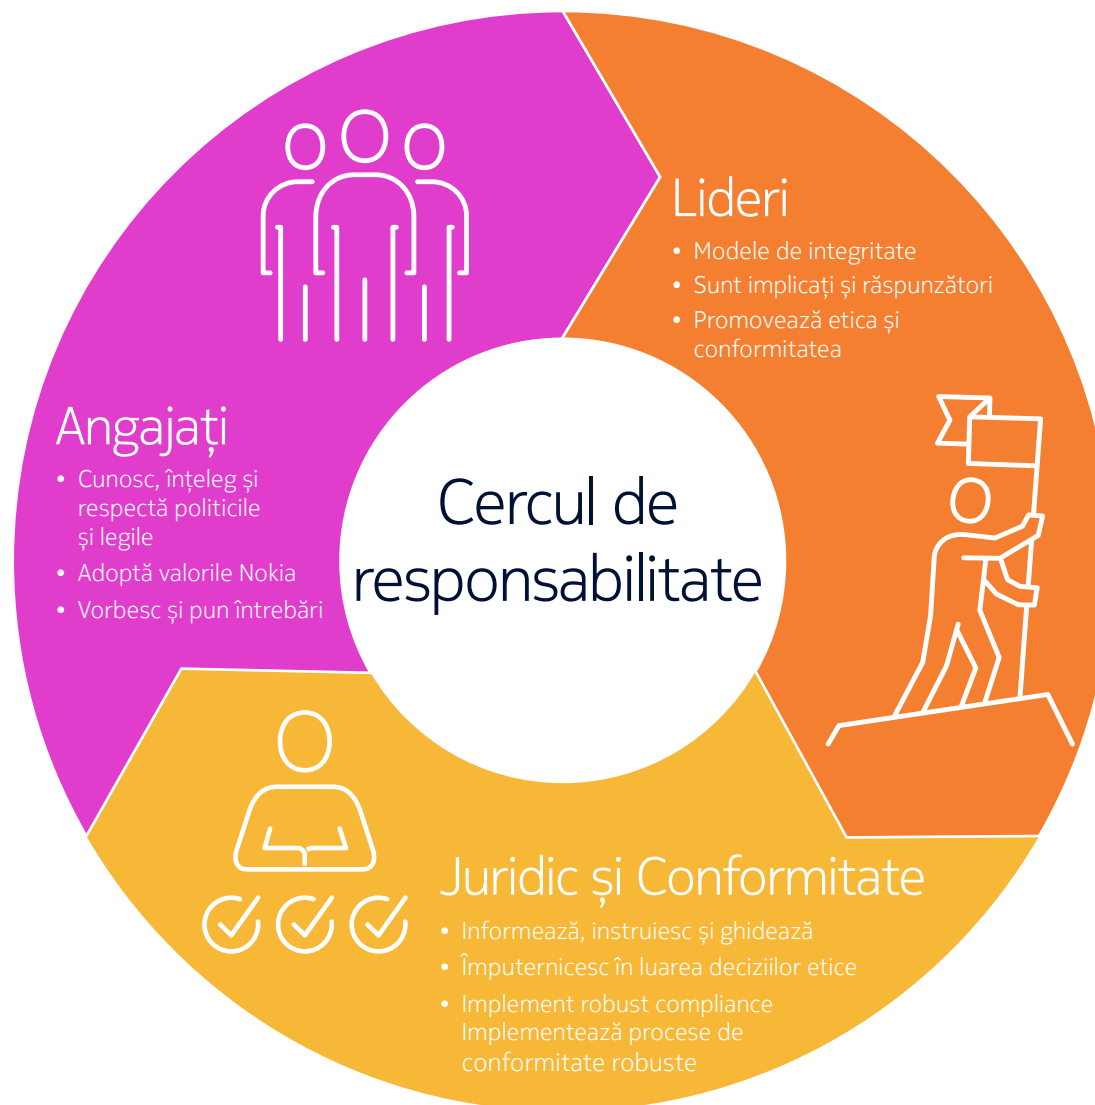 Lideri
• Modele de integritate
• Sunt implicați și răspunzători
• Promovează etica și
conformitatea
Angajați
• Cunosc, înțeleg și
respectă politicile
și legile
• Adoptă valorile Nokia
• Vorbesc și pun întrebări
Cercul de
responsabilitate
Juridic și Conformitate
• Informează, instruiesc și ghidează
• Împuternicesc în luarea deciziilor etice
• Implement robust compliance
Implementează procese de
conformitate robuste